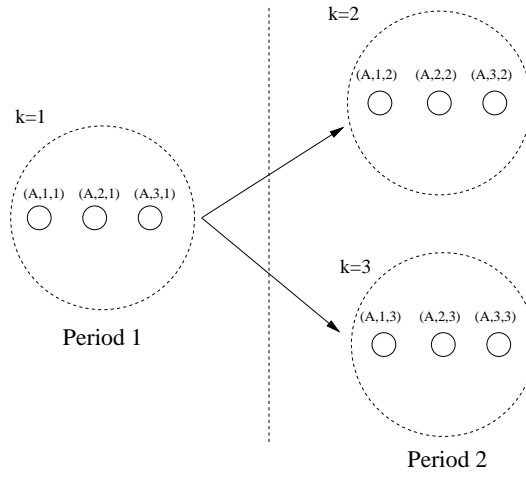 k=2
(A,1,2) (A,2,2) (A,3,2)
k=1
(A,1,1) (A,2,1) (A,3,1)
k=3
(A,1,3) (A,2,3) (A,3,3)
Period 1
Period 2